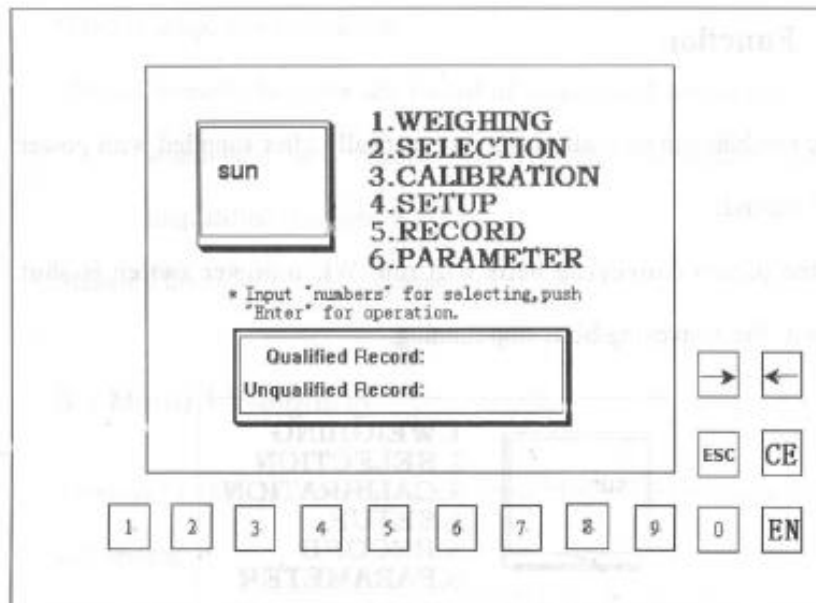 sun
1.WEIGHING
2.SELECTION
3.CALIBRATION
4.SETUP
5.RECORD
6.PARAMETER
* Input "numbers" for selecting,push
"Enter" for operation.
Qualified Record:
Unqualified Record:
→ ←
ESC CE
1 2 3 4 5 6 7 8 9 0 EN